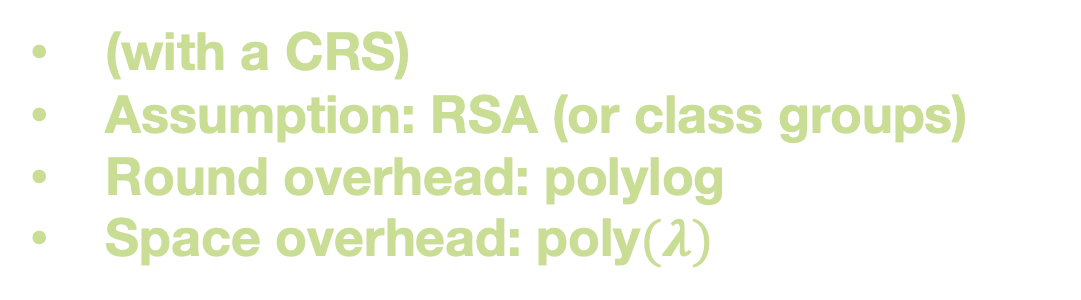 • (with a CRS)
• Assumption: RSA (or class groups)
• Round overhead: polylog
• Space overhead: poly(λ)